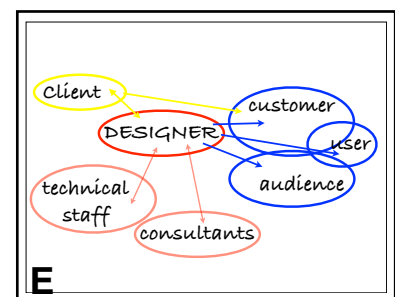 Client
customer
DESIGNER
user
audience
technical
staff
consultants
E